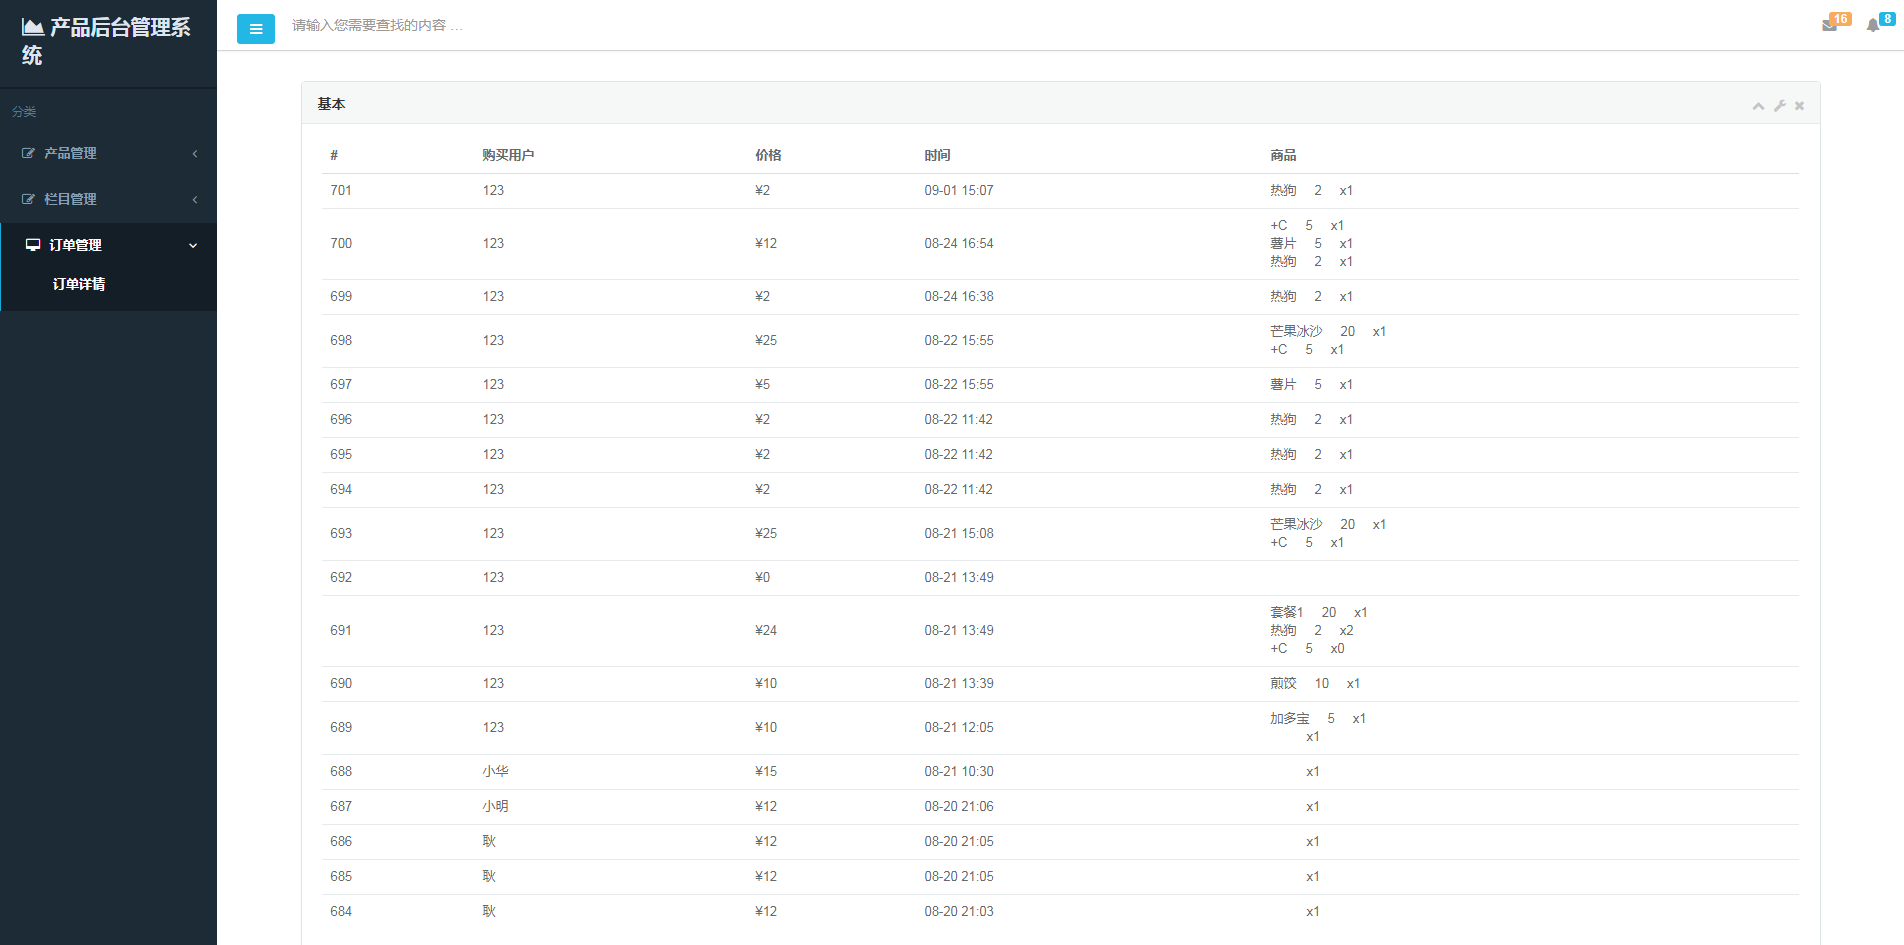 产品后台管理系
统
请输入您需要查找的内容 ...
16
8
分类
产品管理
栏目管理
订单管理
订单详情
基本
# 购买用户 价格 时间 商品
701 123 ¥2 09-01 15:07 热狗 2 x1
+C 5 x1
700 123 ¥12 08-24 16:54 薯片 5 x1
热狗 2 x1
699 123 ¥2 08-24 16:38 热狗 2 x1
698 123 ¥25 08-22 15:55 芒果冰沙 20 x1
+C 5 x1
697 123 ¥5 08-22 15:55 薯片 5 x1
696 123 ¥2 08-22 11:42 热狗 2 x1
695 123 ¥2 08-22 11:42 热狗 2 x1
694 123 ¥2 08-22 11:42 热狗 2 x1
693 123 ¥25 08-21 15:08 芒果冰沙 20 x1
+C 5 x1
692 123 ¥0 08-21 13:49
套餐1 20 x1
691 123 ¥24 08-21 13:49 热狗 2 x2
+C 5 x0
690 123 ¥10 08-21 13:39 煎饺 10 x1
689 123 ¥10 08-21 12:05 加多宝 5 x1
x1
688 小华 ¥15 08-21 10:30 x1
687 小明 ¥12 08-20 21:06 x1
686 耿 ¥12 08-20 21:05 x1
685 耿 ¥12 08-20 21:05 x1
684 耿 ¥12 08-20 21:03 x1